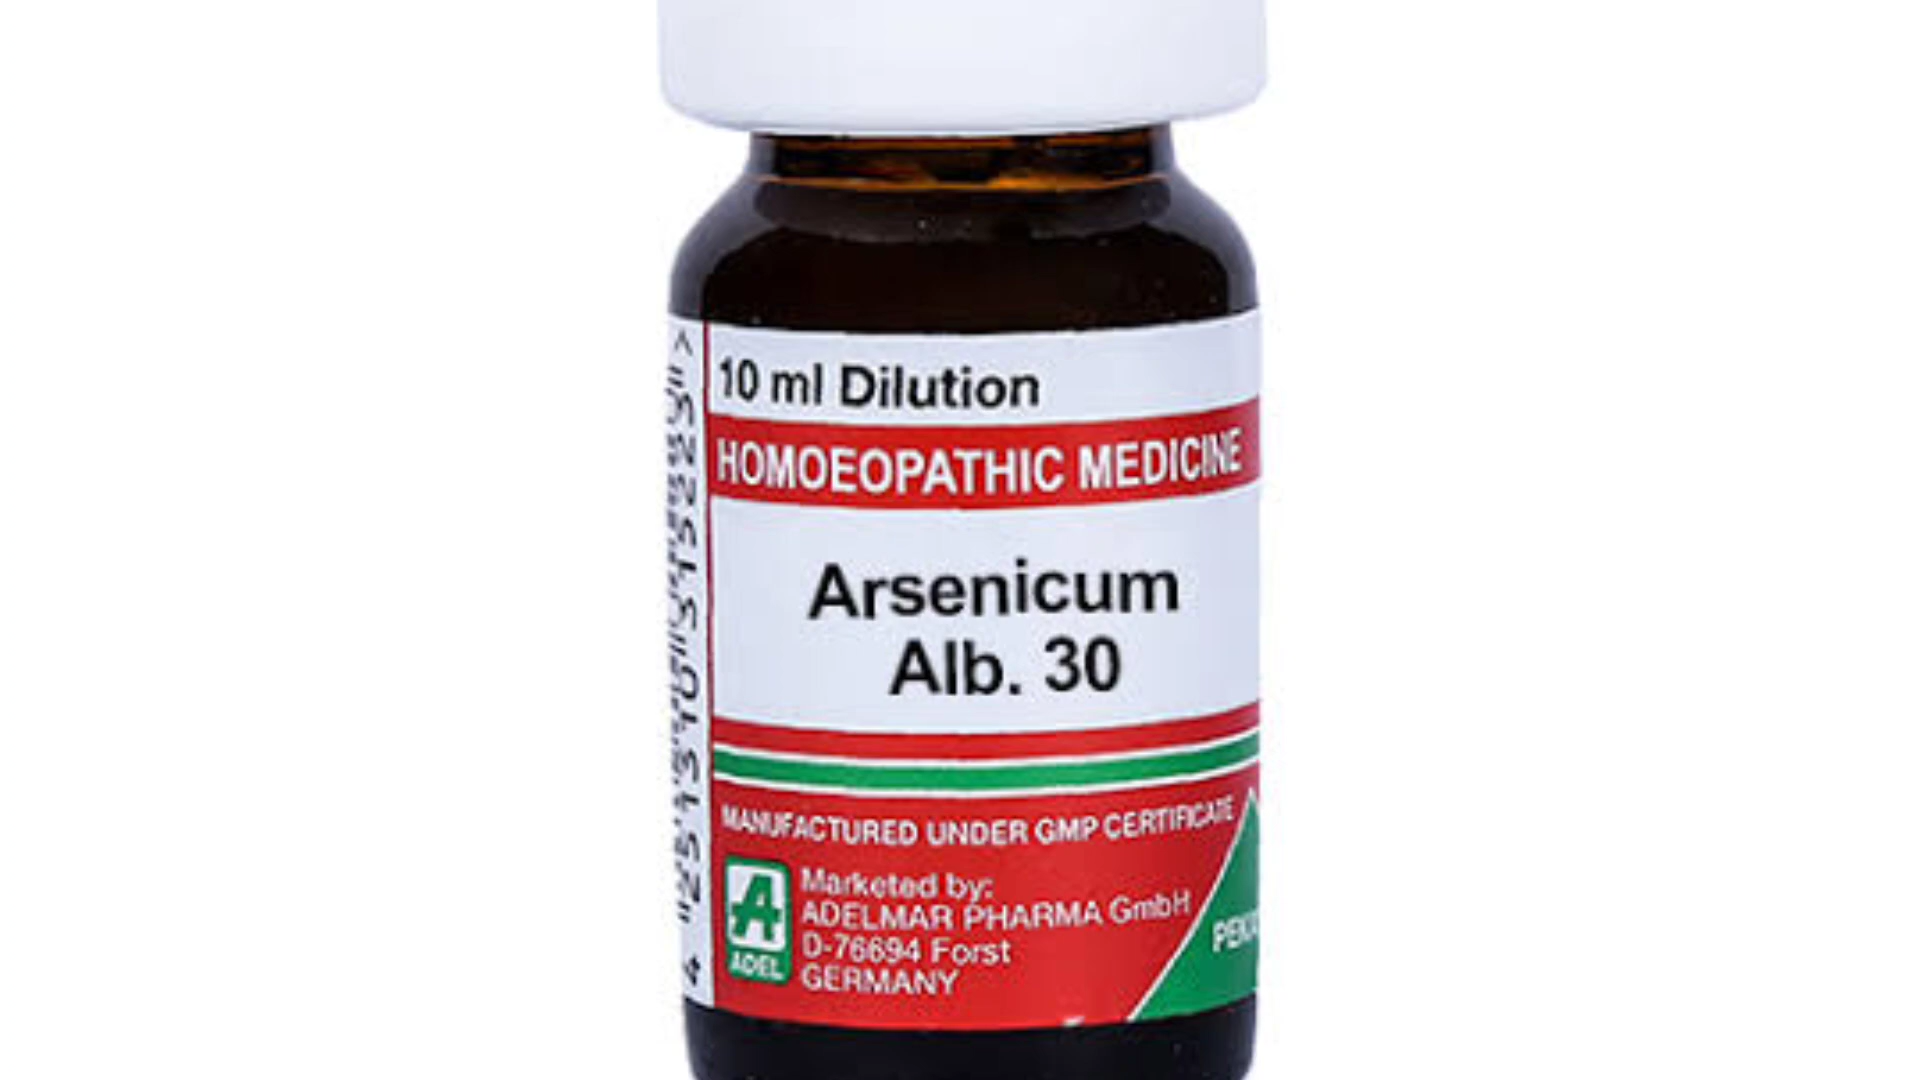 10 ml Dilution
HOMOEOPATHIC MEDICINE
Arsenicum
Alb. 30
MANUFACTURED UNDER GMP CERTIFICATE
A
ADEL
Marketed by:
ADELMAR PHARMA GmbH
D-76694 Forst
GERMANY